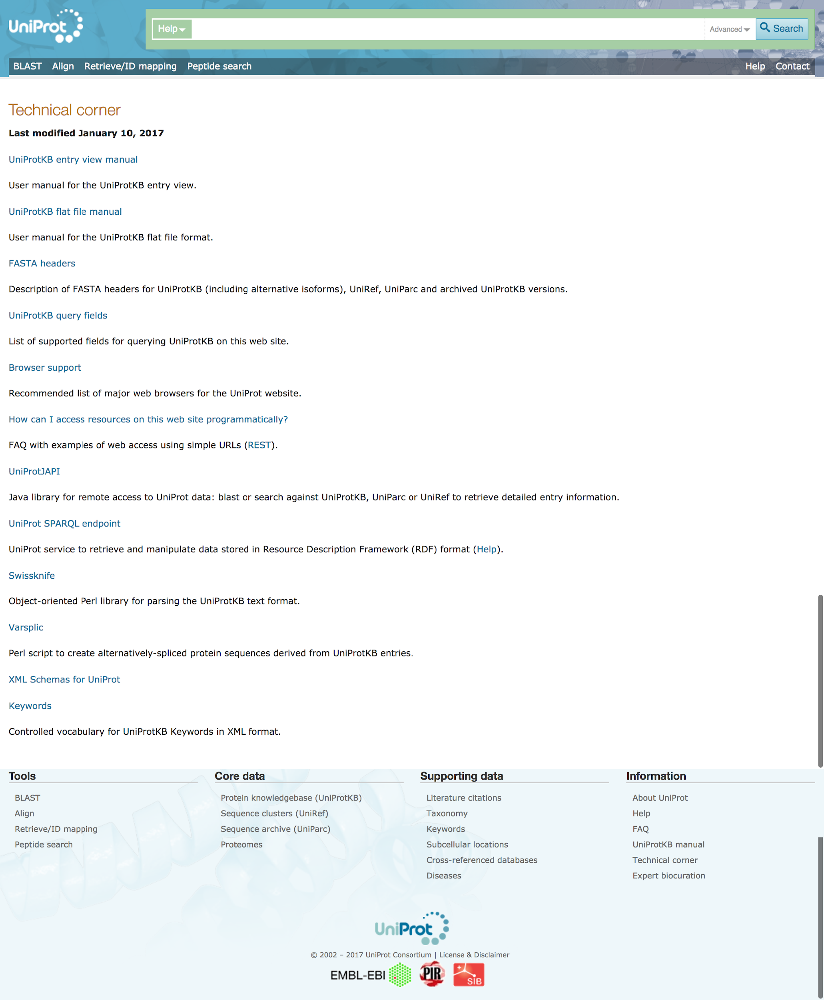 UniProt
Help
Advanced
Search
BLAST Align Retrieve/ID mapping Peptide search Help Contact
Technical corner
Last modified January 10, 2017
UniProtKB entry view manual
User manual for the UniProtKB entry view.
UniProtKB flat file manual
User manual for the UniProtKB flat file format.
FASTA headers
Description of FASTA headers for UniProtKB (including alternative isoforms), UniRef, UniParc and archived UniProtKB versions.
UniProtKB query fields
List of supported fields for querying UniProtKB on this web site.
Browser support
Recommended list of major web browsers for the UniProt website.
How can I access resources on this web site programmatically?
FAQ with examples of web access using simple URLs (REST).
UniProtJAPI
Java library for remote access to UniProt data: blast or search against UniProtKB, UniParc or UniRef to retrieve detailed entry information.
UniProt SPARQL endpoint
UniProt service to retrieve and manipulate data stored in Resource Description Framework (RDF) format (Help).
Swissknife
Object-oriented Perl library for parsing the UniProtKB text format.
Varsplic
Perl script to create alternatively-spliced protein sequences derived from UniProtKB entries.
XML Schemas for UniProt
Keywords
Controlled vocabulary for UniProtKB Keywords in XML format.
Tools
BLAST
Align
Retrieve/ID mapping
Peptide search
Core data
Protein knowledgebase (UniProtKB)
Sequence clusters (UniRef)
Sequence archive (UniParc)
Proteomes
Supporting data
Literature citations
Taxonomy
Keywords
Subcellular locations
Cross-referenced databases
Diseases
Information
About UniProt
Help
FAQ
UniProtKB manual
Technical corner
Expert biocuration
UniProt
© 2002 – 2017 UniProt Consortium | License & Disclaimer
EMBL-EBI PIR SIB